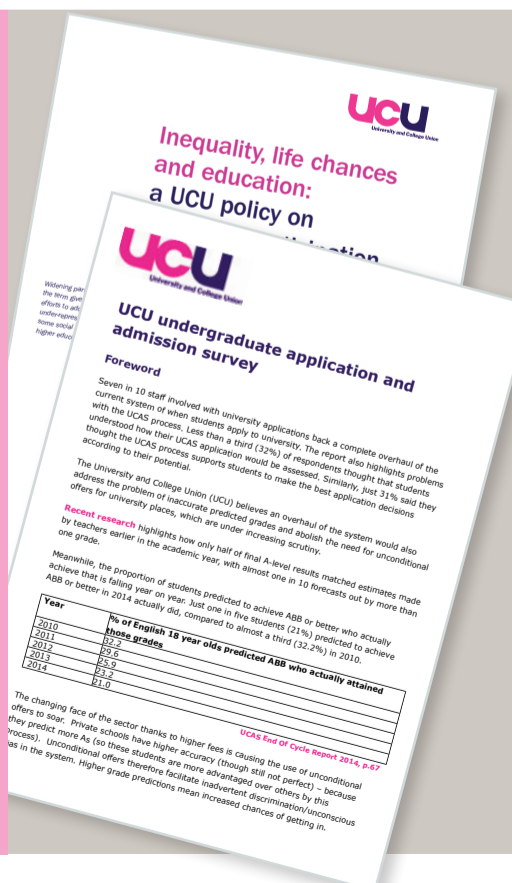 ucu
University and College Union
Inequality, life chances
and education:
a UCU policy on
Widening
the term
efforts to
some social
ucu
University and College Union
UCU undergraduate application and
admission survey
Foreword
Seven in 10 staff involved with university applications back a complete overhaul of the
current system of when students apply to university. The report also highlights problems
with the UCAS process. Less than a third (32%) of respondents thought that students
understood how their UCAS application would be assessed. Similarly, just 31% said they
thought the UCAS process supports students to make the best application decisions
according to their potential.
The University and College Union (UCU) believes an overhaul of the system would also
address the problem of inaccurate predicted grades and abolish the need for unconditional
offers for university places, which are under increasing scrutiny.
Recent research highlights how only half of final A-level results matched estimates made
by teachers earlier in the academic year, with almost one in 10 forecasts out by more than
one grade.
Meanwhile, the proportion of students predicted to achieve ABB or better who actually
achieve that is falling year on year. Just one in five students (21%) predicted to achieve
ABB or better in 2014 actually did, compared to almost a third (32.2%) in 2010.
Year % of English 18 year olds predicted ABB who actually attained
those grades
2010 32.2
2011 29.6
2012 25.9
2013 23.2
2014 21.0
UCAS End Of Cycle Report 2014, p.67
The changing face of the sector thanks to higher fees is causing the use of unconditional
offers to soar. Private schools have higher accuracy (though still not perfect) – because
they predict more As (so these students are more advantaged over others by this
process). Unconditional offers therefore facilitate inadvertent discrimination/unconscious
in the system. Higher grade predictions mean increased chances of getting in.